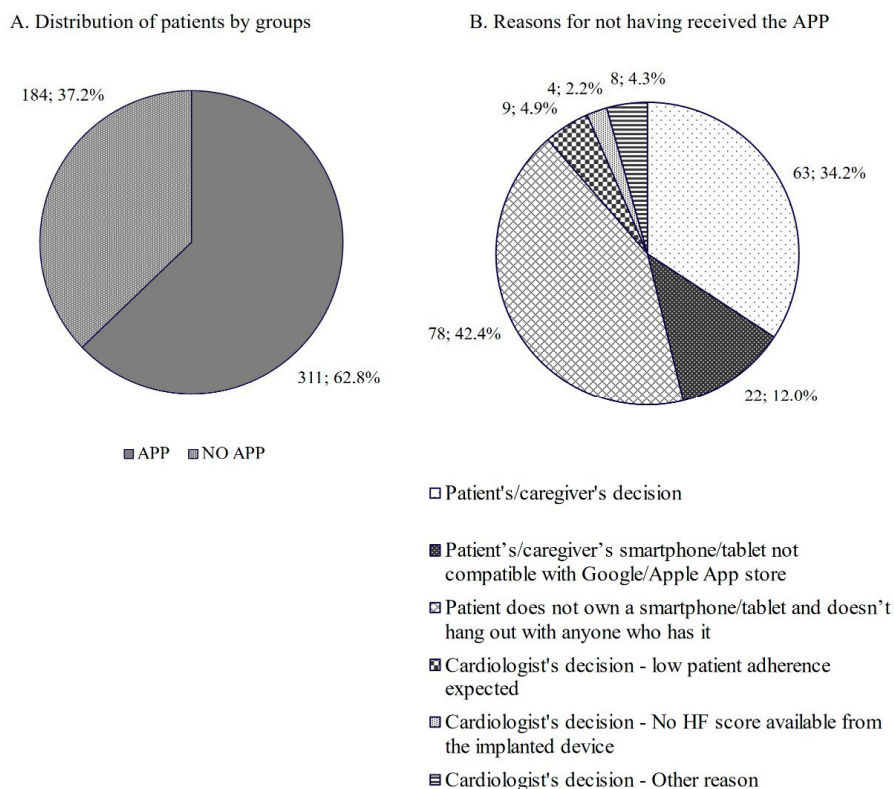 A. Distribution of patients by groups
184; 37.2%
311; 62.8%
APP NO APP
B. Reasons for not having received the APP
8; 4.3%
4; 2.2%
9; 4.9%
63; 34.2%
78; 42.4%
22; 12.0%
Patient's/caregiver's decision
Patient’s/caregiver’s smartphone/tablet not
compatible with Google/Apple App store
Patient does not own a smartphone/tablet and doesn’t
hang out with anyone who has it
Cardiologist's decision - low patient adherence
expected
Cardiologist's decision - No HF score available from
the implanted device
Cardiologist's decision - Other reason